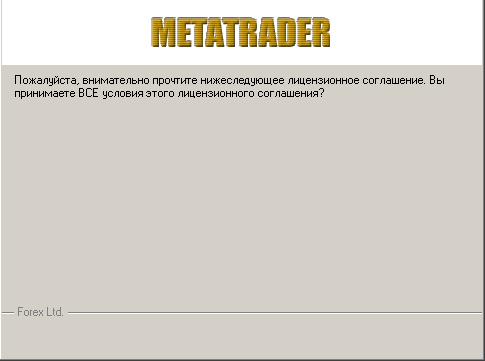 METATRADER
Пожалуйста, внимательно прочтите нижеследующее лицензионное соглашение. Вы
принимаете ВСЕ условия этого лицензионного соглашения?
Forex Ltd.